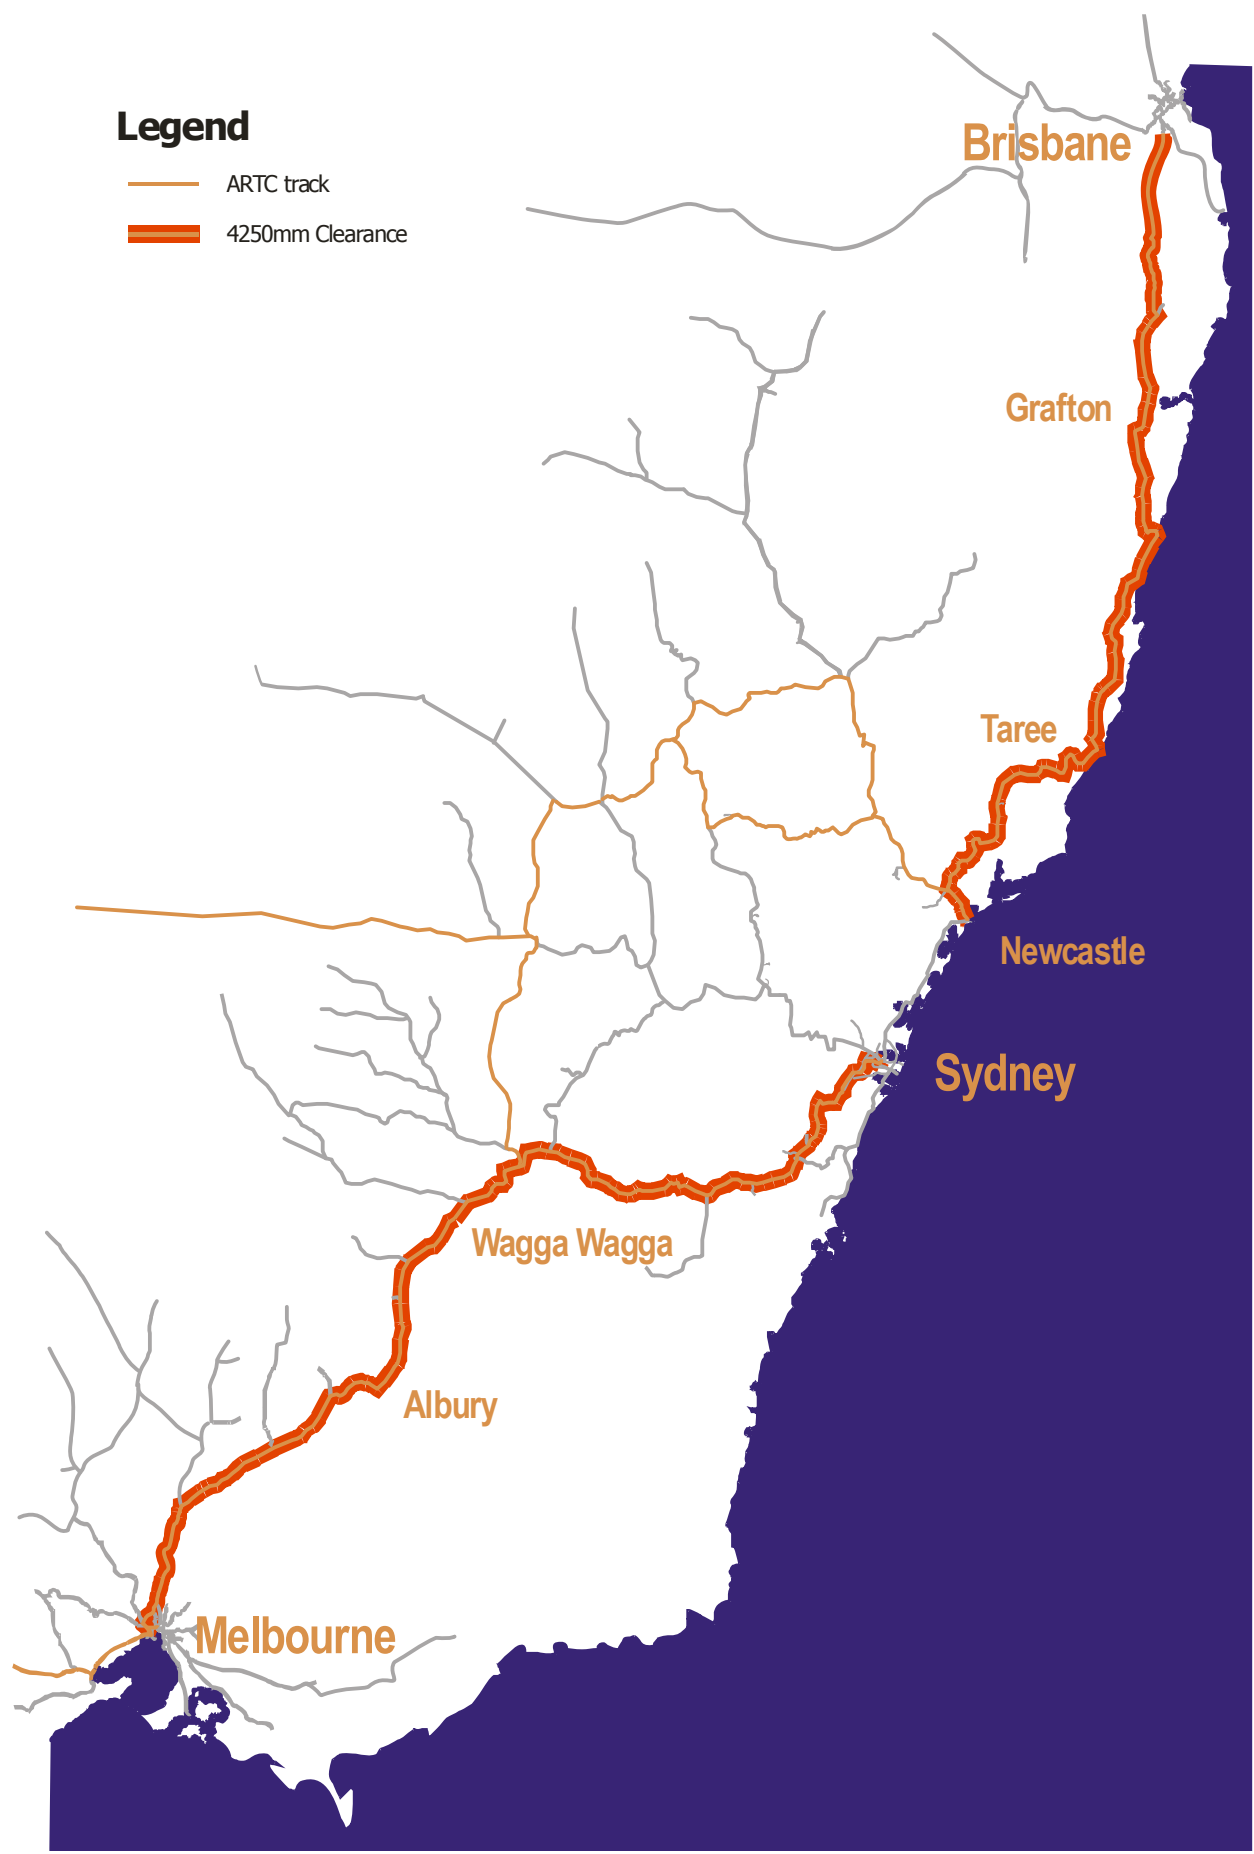 Legend
ARTC track
4250mm Clearance
Brisbane
Grafton
Taree
Newcastle
Sydney
Wagga Wagga
Albury
Melbourne